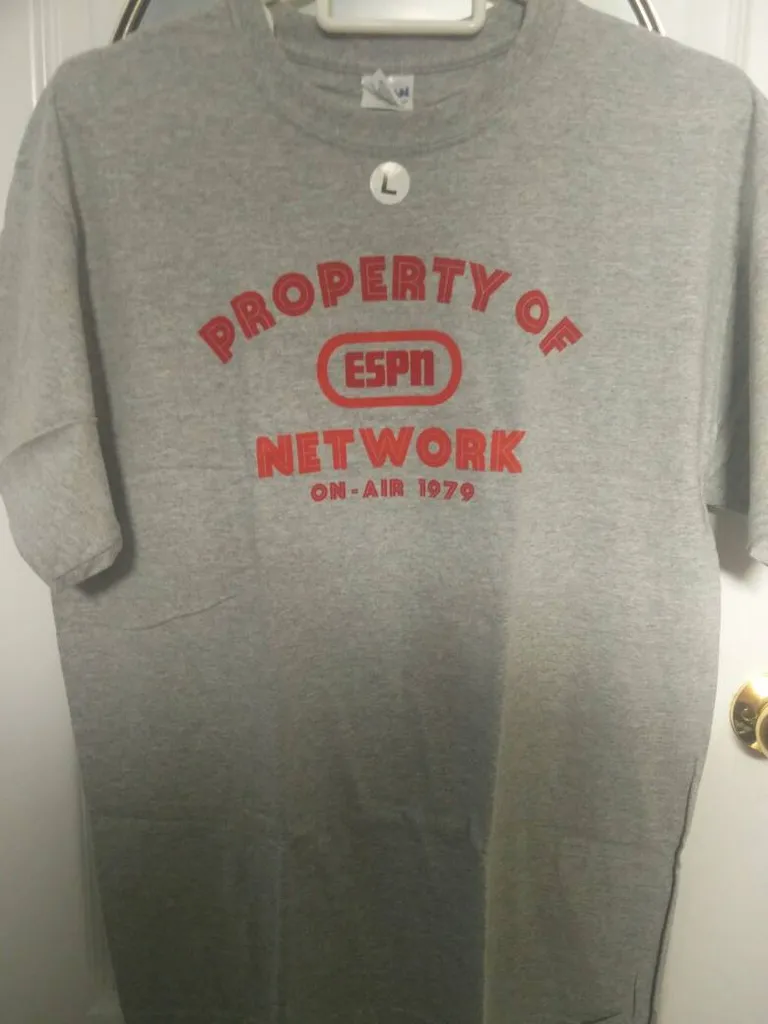 L
PROPERTY OF
ESPN
NETWORK
ON-AIR 1979